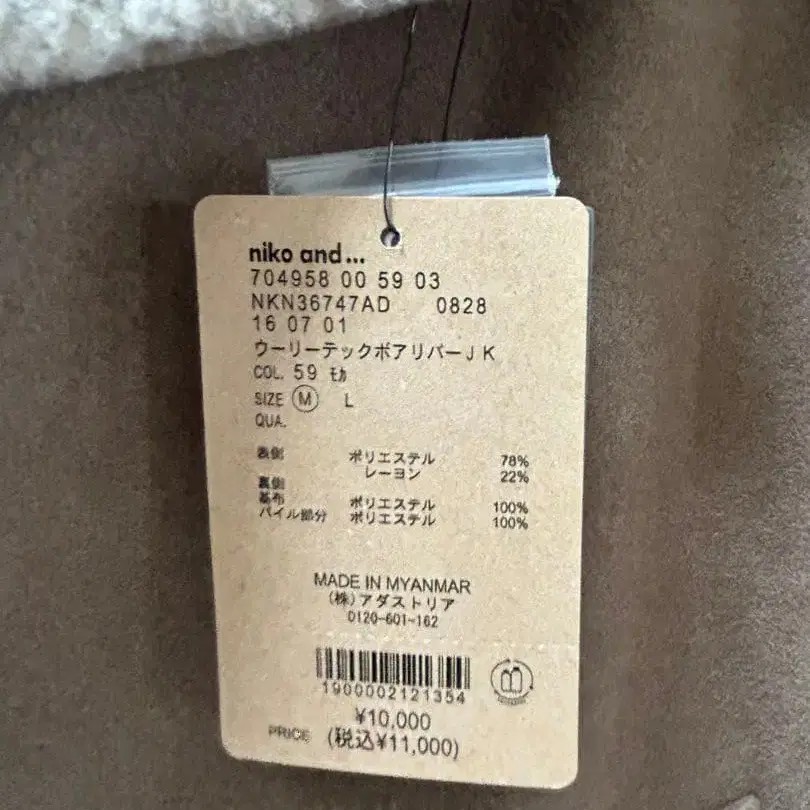 niko and...
704958 00 59 03
NKN36747AD 0828
16 07 01
ウーリーテックボアリバーJK
COL. 59 モカ
SIZE M L
QUA.
表側 ポリエステル 78%
レーヨン 22%
裏側
基布 ポリエステル 100%
パイル部分 ポリエステル 100%
MADE IN MYANMAR
(株)アダストリア
0120-601-162
1900002121354
¥10,000
PRICE (税込¥11,000)